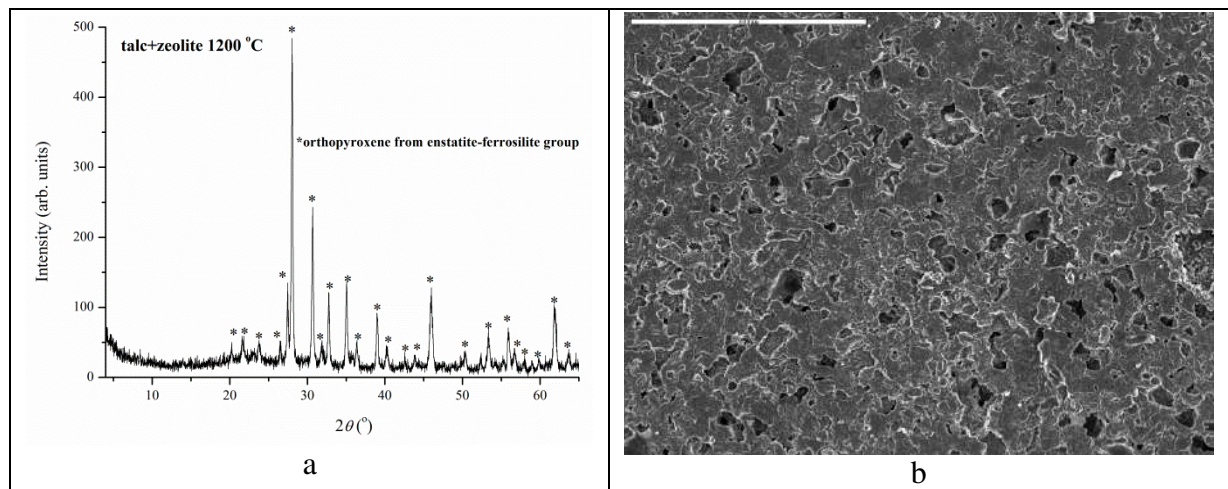 talc+zeolite 1200 °C
*orthopyroxene from enstatite-ferrosilite group
Intensity (arb. units)
500
400
300
200
100
0
10
20
30
40
50
60
2θ (°)
a
b